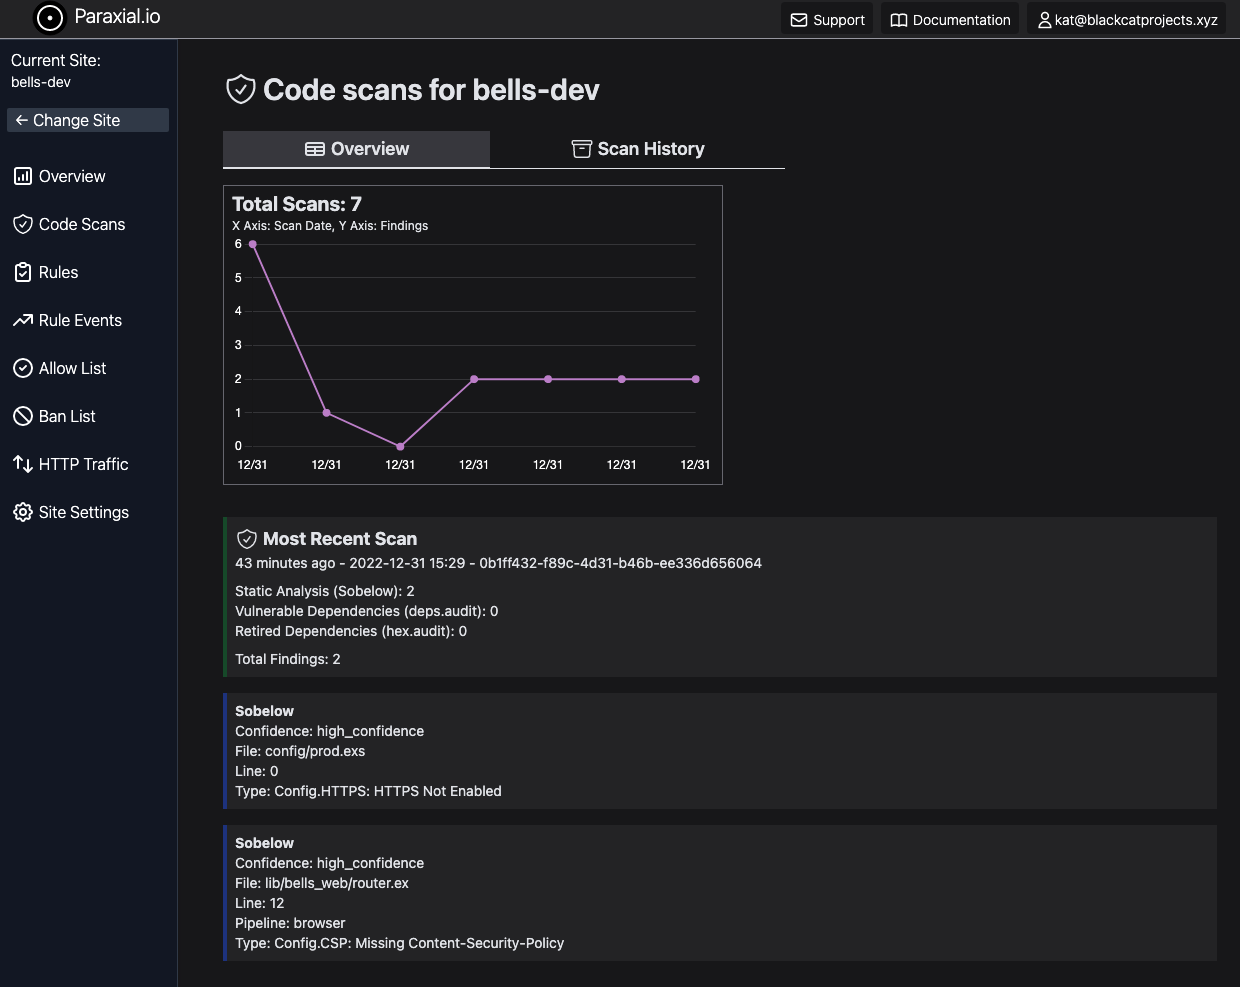 Paraxial.io
Support
Documentation
kat@blackcatprojects.xyz
Current Site:
bells-dev
← Change Site
Overview
Code Scans
Rules
Rule Events
Allow List
Ban List
HTTP Traffic
Site Settings
Code scans for bells-dev
Overview
Scan History
Total Scans: 7
X Axis: Scan Date, Y Axis: Findings
6
5
4
3
2
1
0
12/31 12/31 12/31 12/31 12/31 12/31 12/31
Most Recent Scan
43 minutes ago - 2022-12-31 15:29 - 0b1ff432-f89c-4d31-b46b-ee336d656064
Static Analysis (Sobelow): 2
Vulnerable Dependencies (deps.audit): 0
Retired Dependencies (hex.audit): 0
Total Findings: 2
Sobelow
Confidence: high_confidence
File: config/prod.exs
Line: 0
Type: Config.HTTPS: HTTPS Not Enabled
Sobelow
Confidence: high_confidence
File: lib/bells_web/router.ex
Line: 12
Pipeline: browser
Type: Config.CSP: Missing Content-Security-Policy